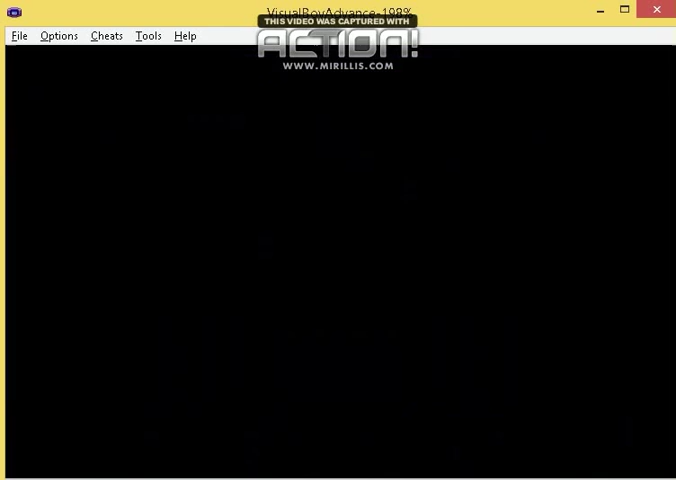 VisualBoyAdvance-198%
THIS VIDEO WAS CAPTURED WITH
ACTION!
WWW.MIRILLIS.COM
File Options Cheats Tools Help